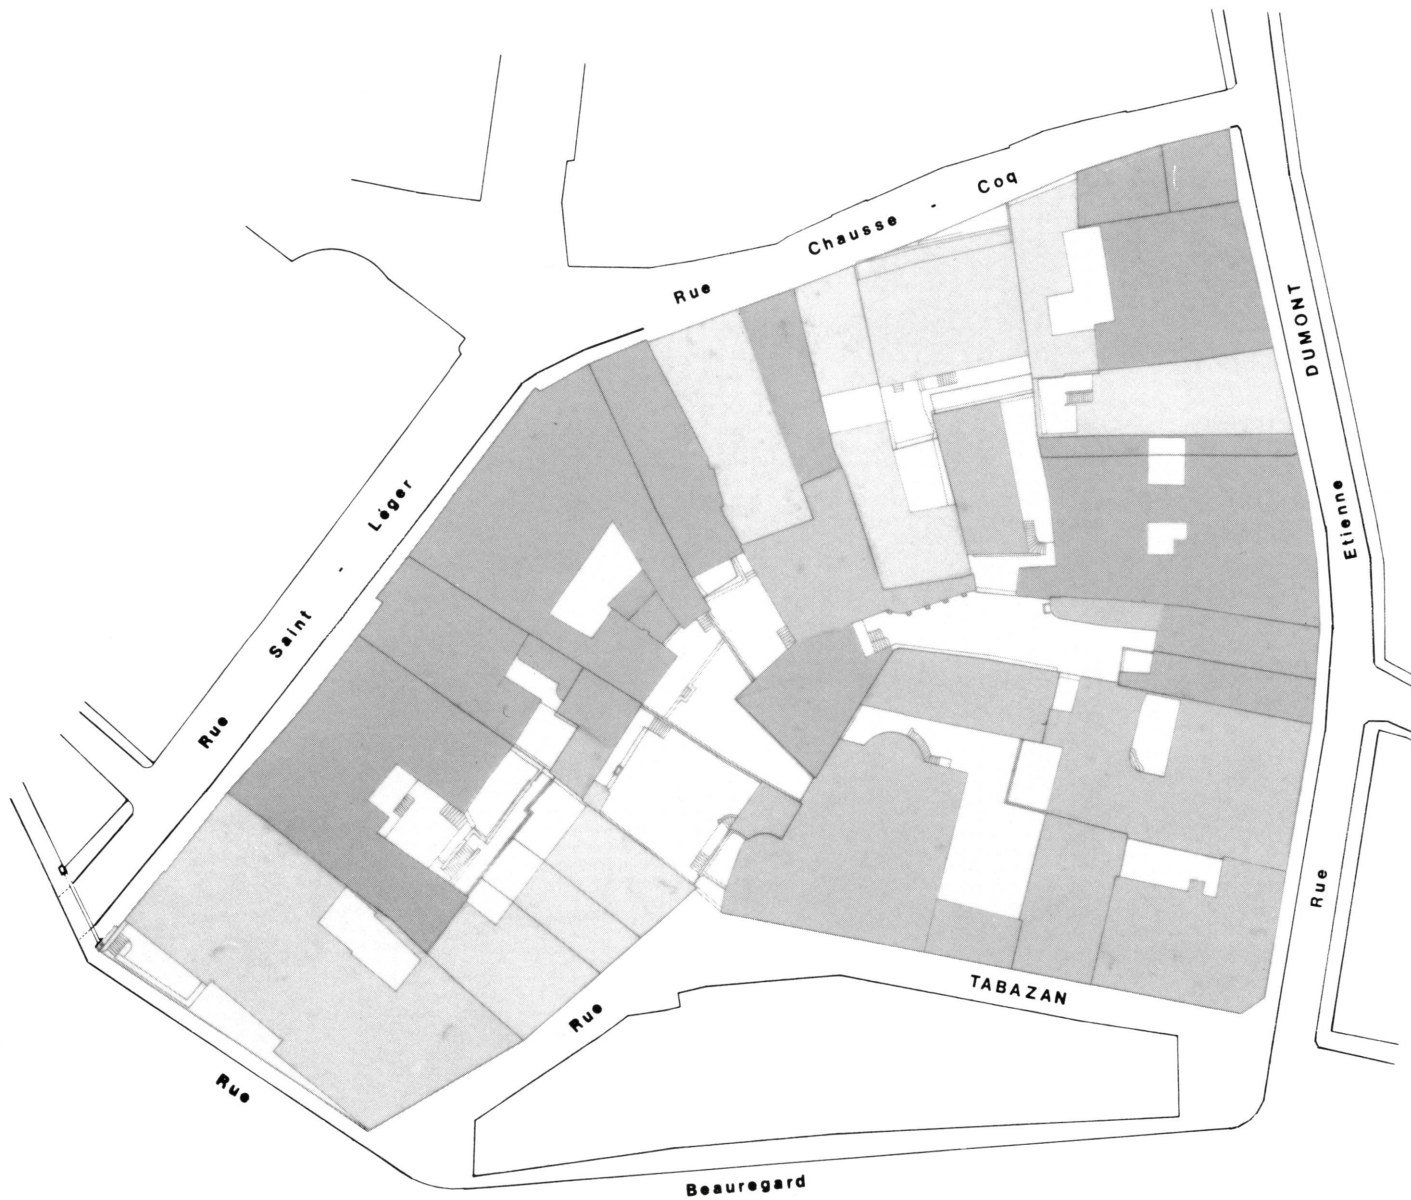 Rue Chausse - Coq
Rue Saint - Léger
Rue Etienne DUMONT
Rue TABAZAN
Rue Beauregard